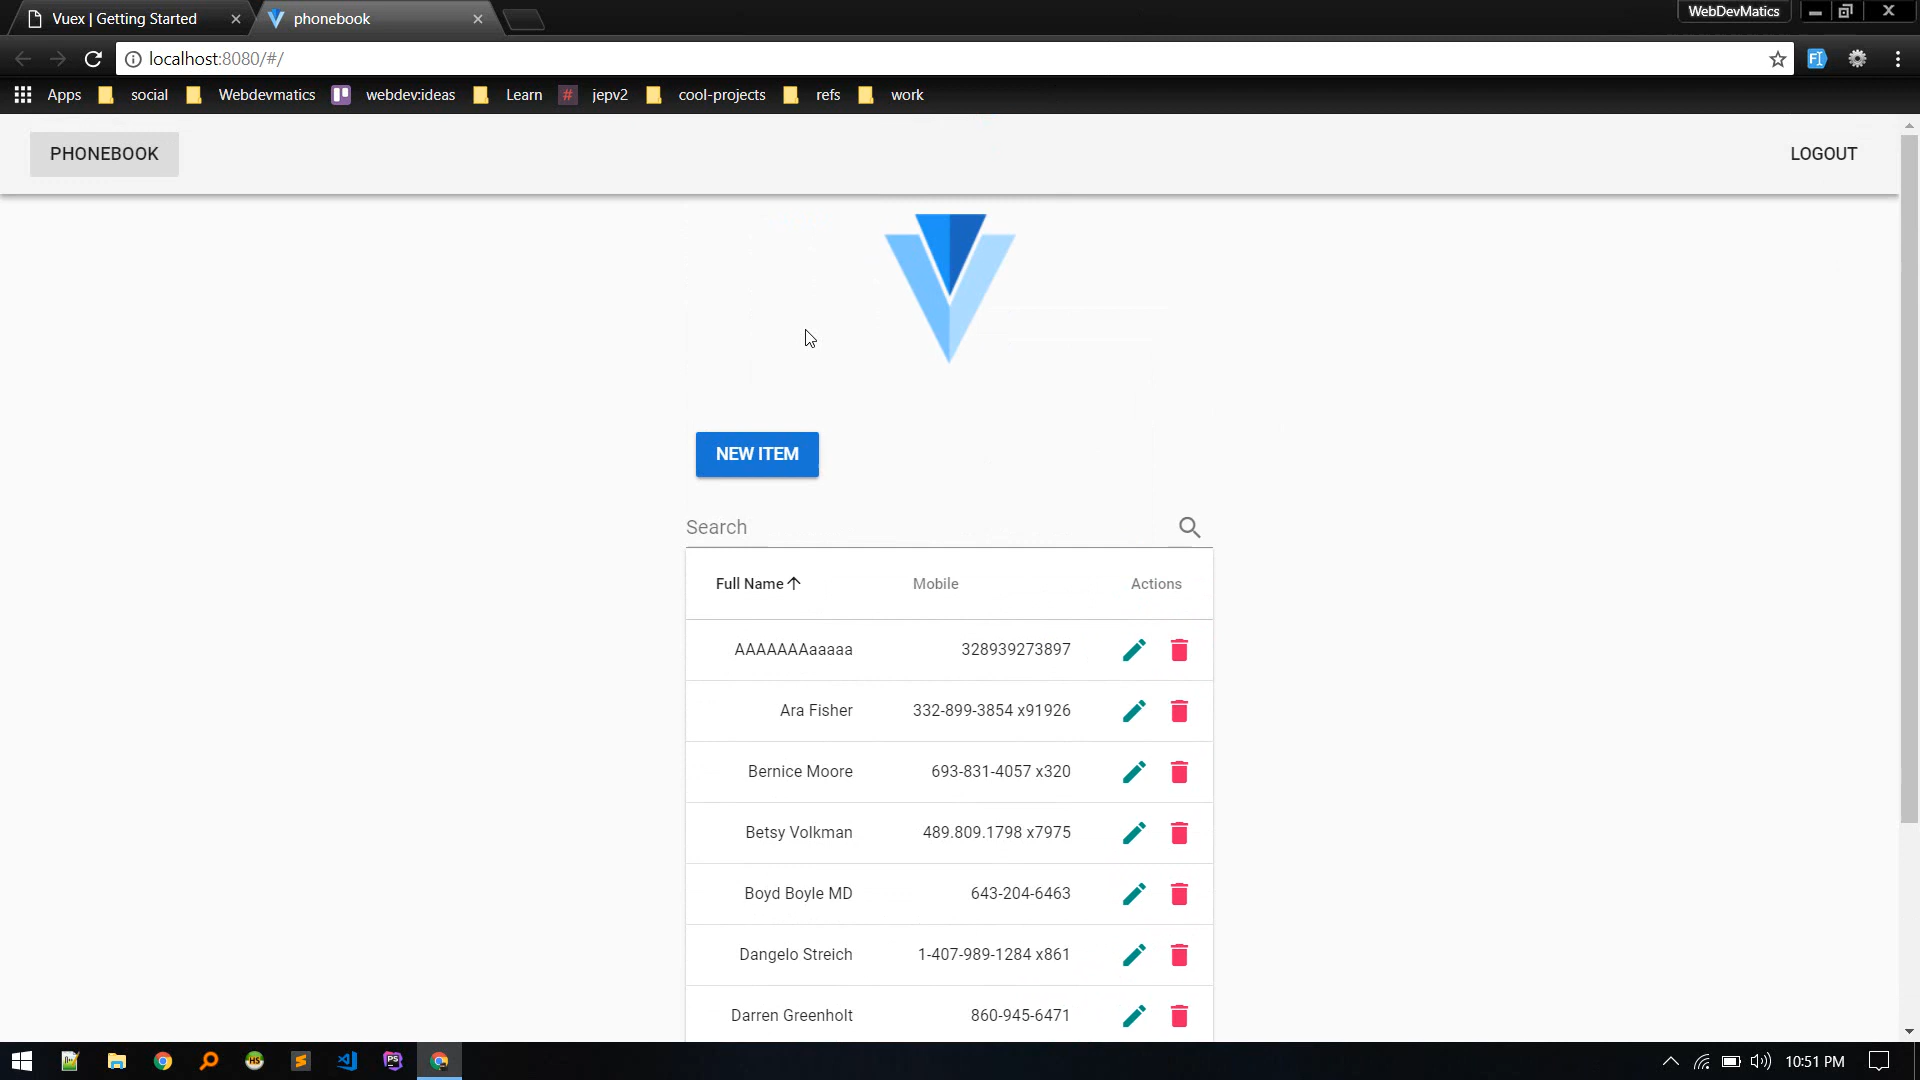 Vuex | Getting Started
phonebook
WebDevMatics
localhost:8080/#/
Apps
social
Webdevmatics
webdev:ideas
Learn
#
jepv2
cool-projects
refs
work
PHONEBOOK
LOGOUT
NEW ITEM
Search
Full Name Mobile Actions
AAAAAAAaaaaa 328939273897
Ara Fisher 332-899-3854 x91926
Bernice Moore 693-831-4057 x320
Betsy Volkman 489.809.1798 x7975
Boyd Boyle MD 643-204-6463
Dangelo Streich 1-407-989-1284 x861
Darren Greenholt 860-945-6471
10:51 PM